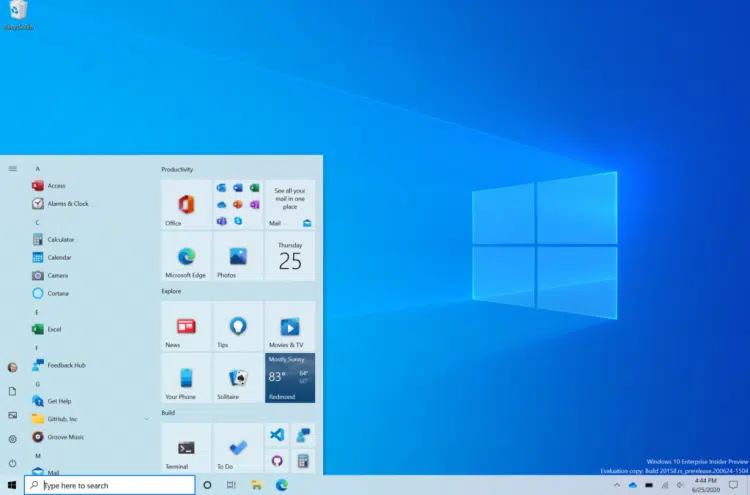 Recycle Bin
Productivity
Explore
Build
A
Access
Alarms & Clock
C
Calculator
Calendar
Camera
Cortana
E
Excel
F
Feedback Hub
G
Get Help
GitHub, Inc
Groove Music
M
Mail
Office
See all your
mail in one
place
Mail
Microsoft Edge
Photos
Thursday
25
News
Tips
Movies & TV
Your Phone
Solitaire
Mostly Sunny
83°
64°
Redmond
Terminal
To Do
Type here to search
Windows 10 Enterprise Insider Preview
Evaluation copy. Build 20158.rs_prerelease.200624-1504
4:44 PM
6/25/2020